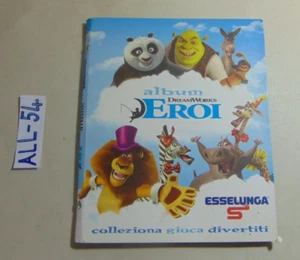 ALL-54
album
DREAMWORKS
EROI
ESSELUNGA
S
colleziona gioca divertiti